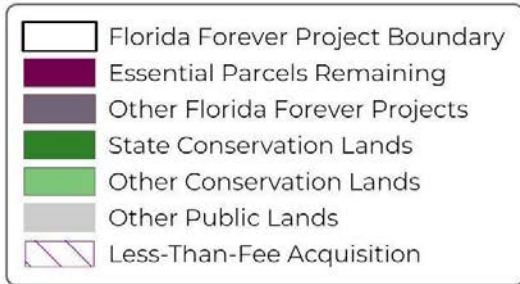 Florida Forever Project Boundary
Essential Parcels Remaining
Other Florida Forever Projects
State Conservation Lands
Other Conservation Lands
Other Public Lands
Less-Than-Fee Acquisition